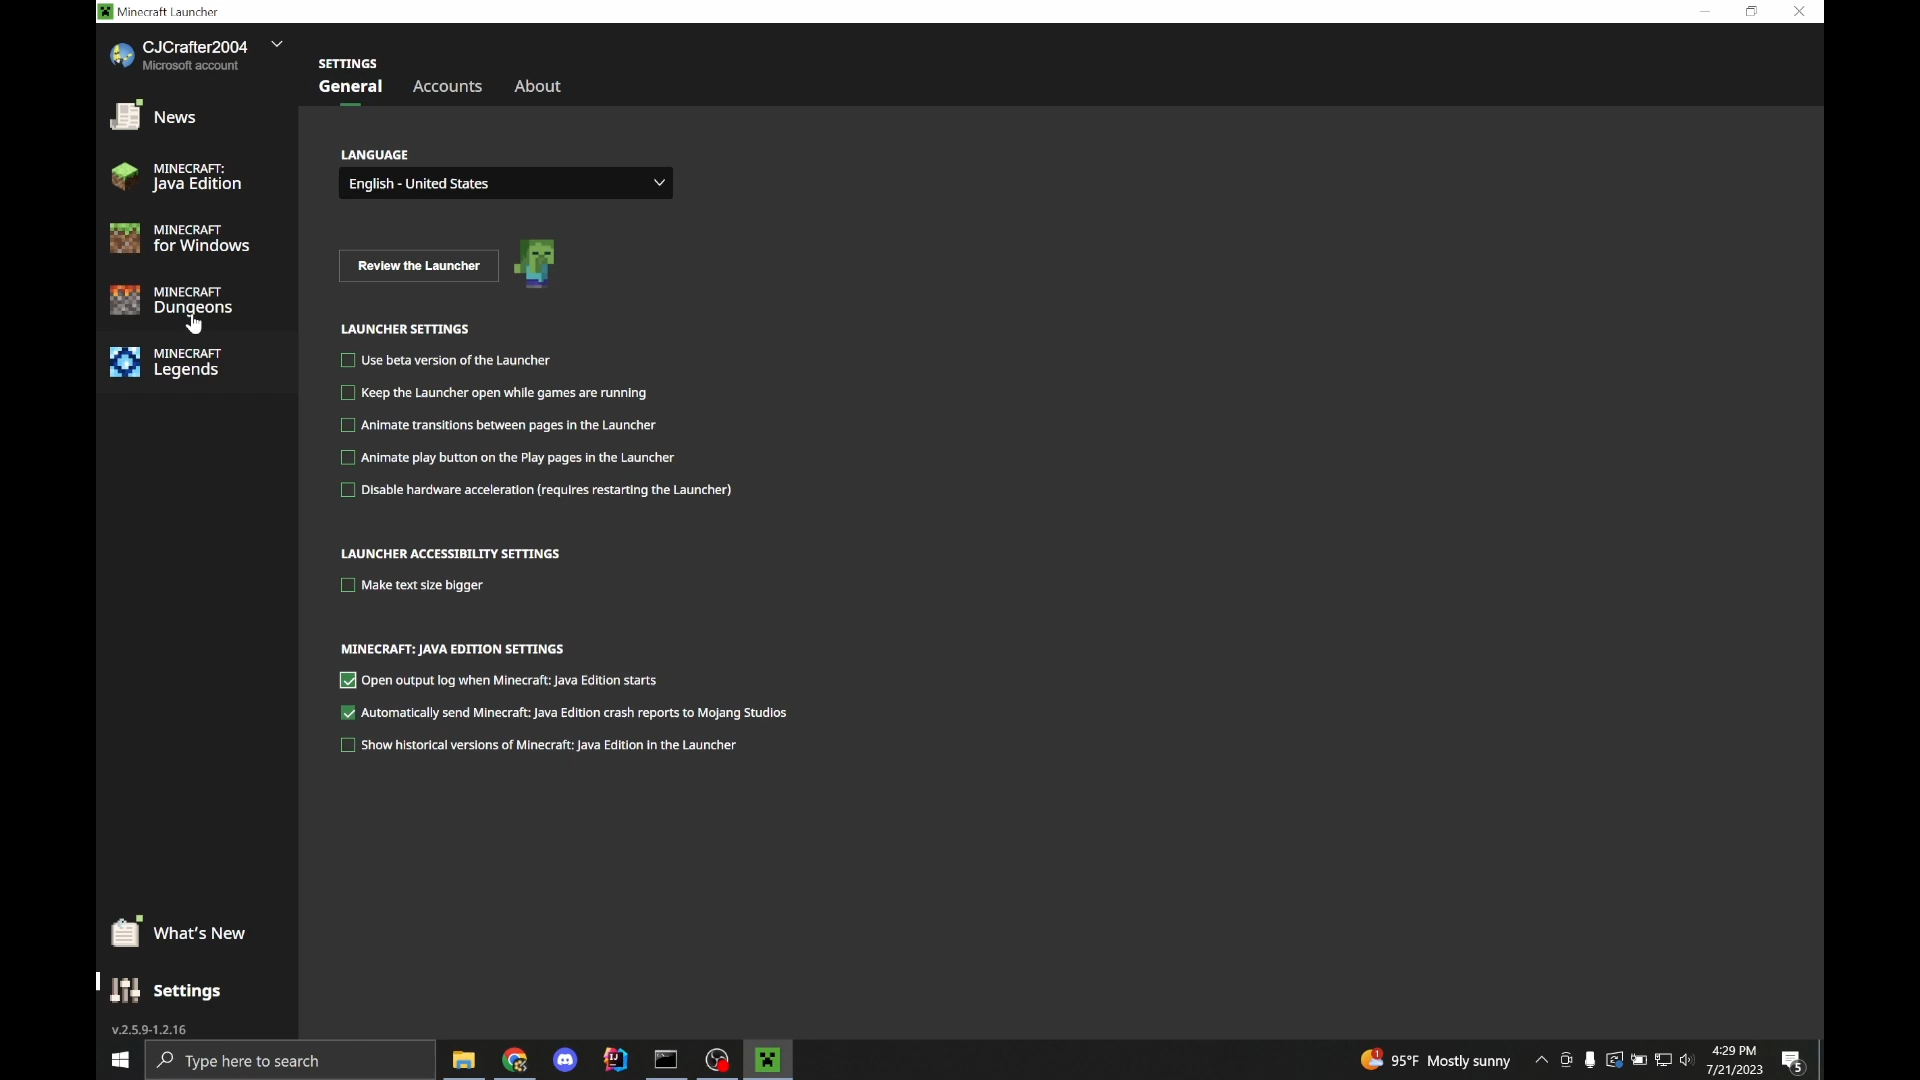 Minecraft Launcher
CJCrafter2004
Microsoft account
News
MINECRAFT:
Java Edition
MINECRAFT
for Windows
MINECRAFT
Dungeons
MINECRAFT
Legends
What's New
Settings
v.2.5.9-1.2.16
SETTINGS
General Accounts About
LANGUAGE
English - United States
Review the Launcher
LAUNCHER SETTINGS
Use beta version of the Launcher
Keep the Launcher open while games are running
Animate transitions between pages in the Launcher
Animate play button on the Play pages in the Launcher
Disable hardware acceleration (requires restarting the Launcher)
LAUNCHER ACCESSIBILITY SETTINGS
Make text size bigger
MINECRAFT: JAVA EDITION SETTINGS
Open output log when Minecraft: Java Edition starts
Automatically send Minecraft: Java Edition crash reports to Mojang Studios
Show historical versions of Minecraft: Java Edition in the Launcher
Type here to search
1
95°F Mostly sunny
4:29 PM
7/21/2023
5